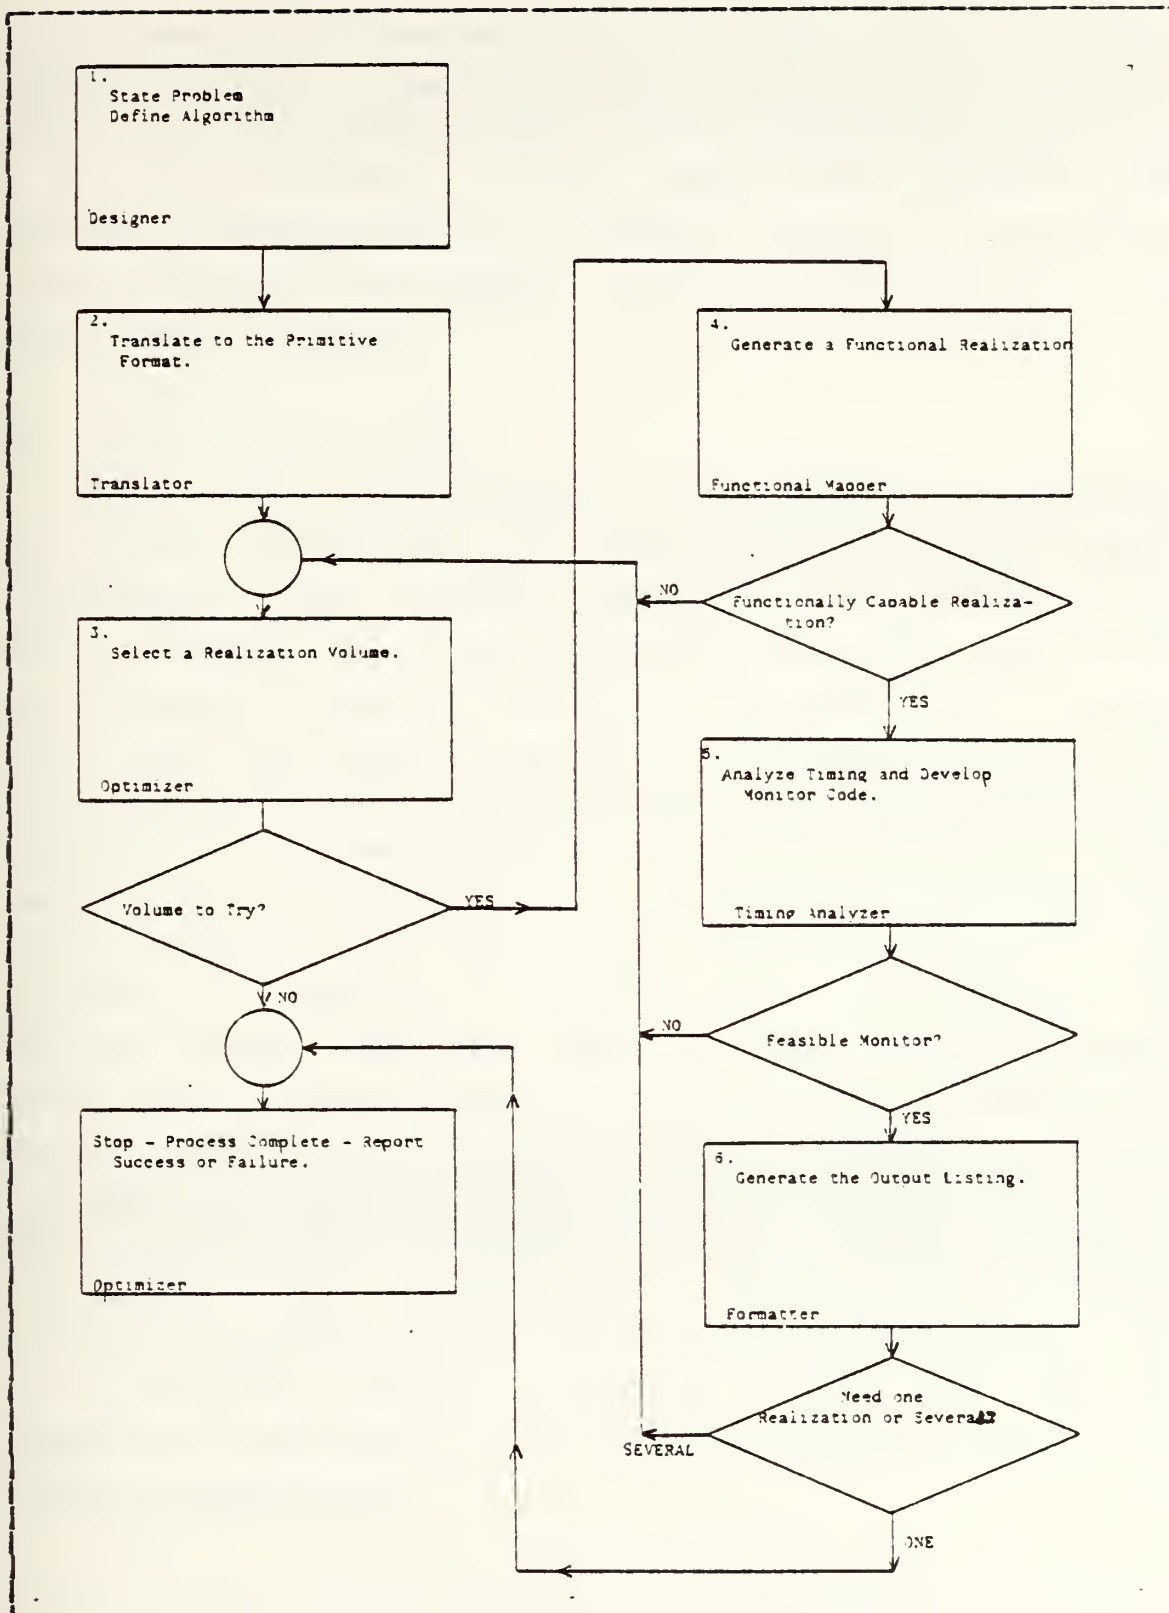 1.
State Problem
Define Algorithm
Designer
2.
Translate to the Primitive
Format.
Translator
3.
Select a Realization Volume.
Optimizer
Volume to Try?
YES
NO
Stop - Process Complete - Report
Success or Failure.
Optimizer
4.
Generate a Functional Realization
Functional Mapper
Functionally Capable Realiza-
tion?
NO
YES
5.
Analyze Timing and Develop
Monitor Code.
Timing Analyzer
Feasible Monitor?
NO
YES
6.
Generate the Output Listing.
Formatter
Need one
Realization or Several?
SEVERAL
ONE